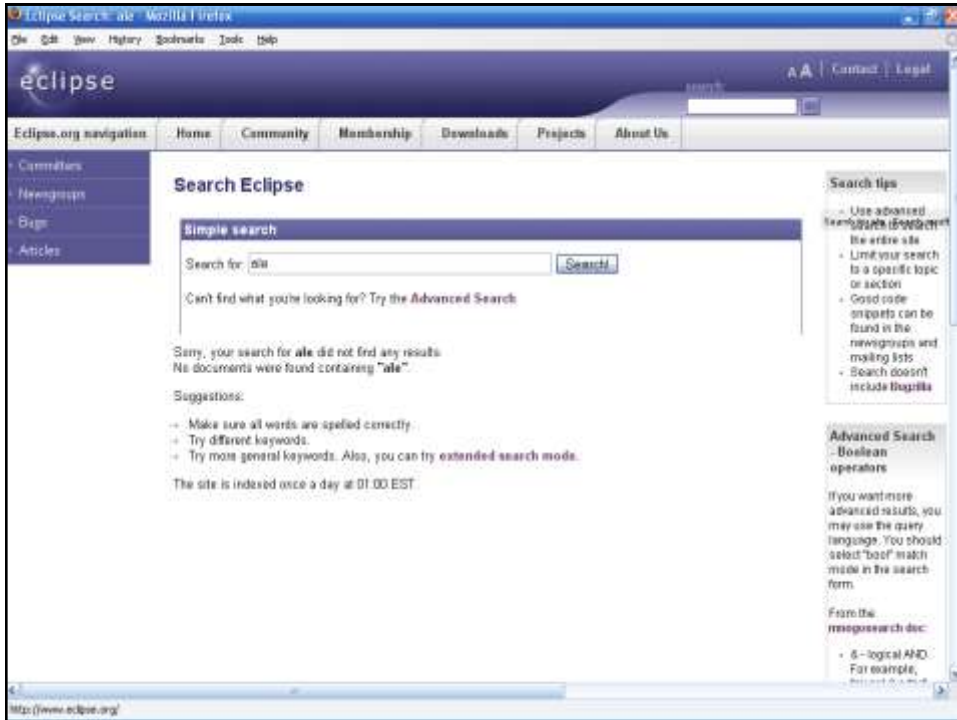 Eclipse Search: ale - Mozilla Firefox
File Edit View History Bookmarks Tools Help
eclipse
A A | Contact | Legal
search
Eclipse.org navigation
Home Community Membership Downloads Projects About Us
Committers
Newsgroups
Bugs
Articles
Search Eclipse
Simple search
Search for: ale Search!
Can't find what you're looking for? Try the Advanced Search
Sorry, your search for ale did not find any results.
No documents were found containing "ale".
Suggestions:
Make sure all words are spelled correctly.
Try different keywords.
Try more general keywords. Also, you can try extended search mode.
The site is indexed once a day at 01:00 EST
Search tips
Use advanced
search to search
the entire site
Limit your search
to a specific topic
or section
Good code
snippets can be
found in the
newsgroups and
mailing lists
Search doesn't
include Bugzilla
Advanced Search
- Boolean
operators
If you want more
advanced results, you
may use the query
language. You should
select "bool" match
mode in the search
form.
From the
mnogosearch doc:
& - logical AND.
For example,
http://www.eclipse.org/